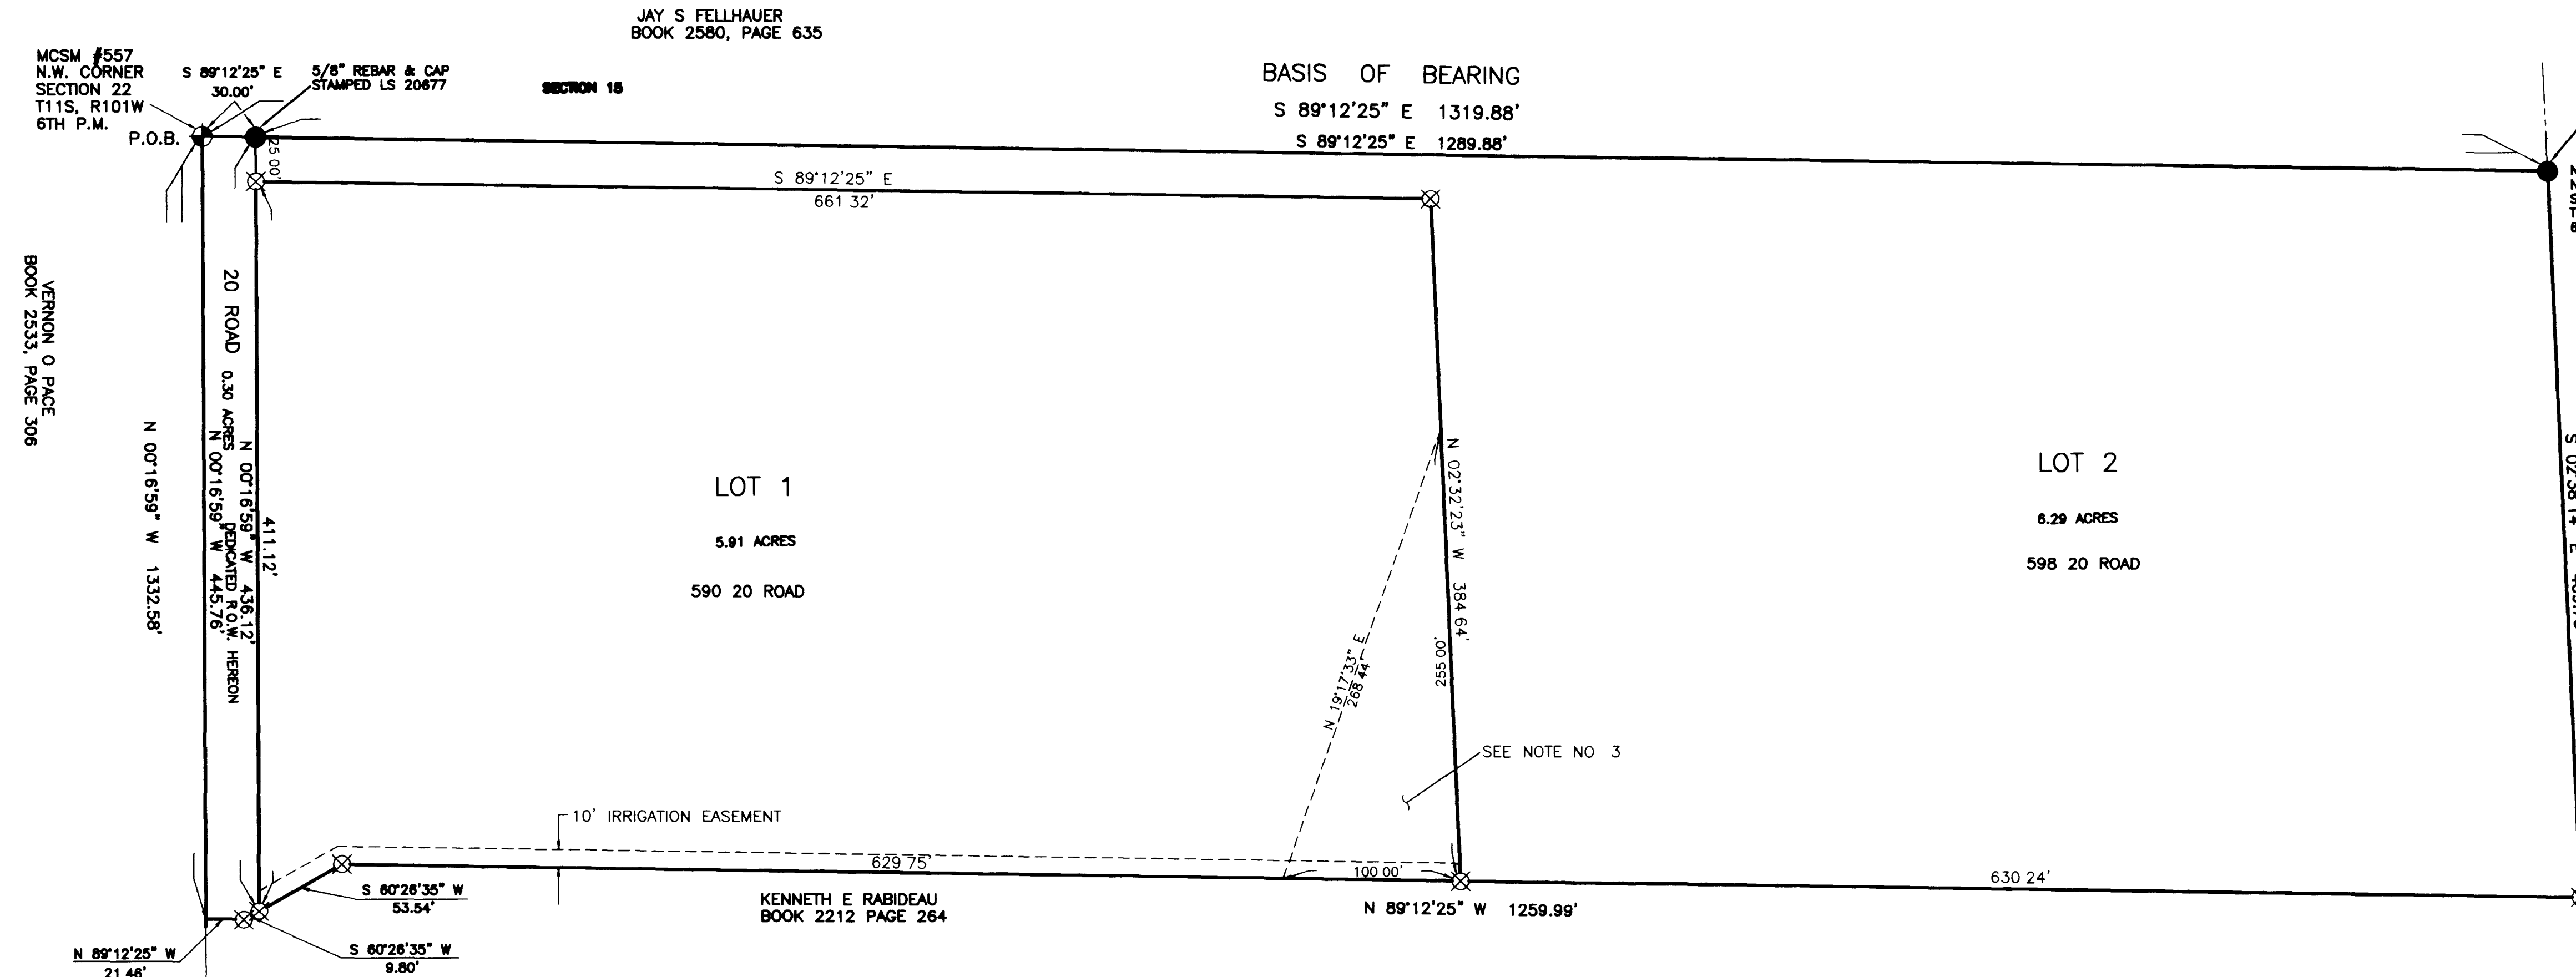 JAY S FELLHAUER
BOOK 2580, PAGE 635
MCSM #557
N.W. CORNER
SECTION 22
T11S, R101W
6TH P.M.
P.O.B.
S 89°12'25" E
30.00'
5/8" REBAR & CAP
STAMPED LS 20677
SECTION 15
BASIS OF BEARING
S 89°12'25" E 1319.88'
S 89°12'25" E 1289.88'
25 00'
S 89°12'25" E
661 32'
VERNON O PACE
BOOK 2533, PAGE 306
N 00°16'59" W 1332.58'
20 ROAD 0.30 ACRES
DEDICATED R.O.W. HEREON
N 00°16'59" W 445.76'
N 00°16'59" W 436.12'
411.12'
LOT 1
5.91 ACRES
590 20 ROAD
N 02°32'23" W 384 64'
255 00'
N 19°17'33" E
268 44'
SEE NOTE NO 3
LOT 2
6.29 ACRES
598 20 ROAD
10' IRRIGATION EASEMENT
629 75'
100 00'
630 24'
KENNETH E RABIDEAU
BOOK 2212 PAGE 264
N 89°12'25" W 1259.99'
S 60°26'35" W
53.54'
S 60°26'35" W
9.80'
N 89°12'25" W
21.46'